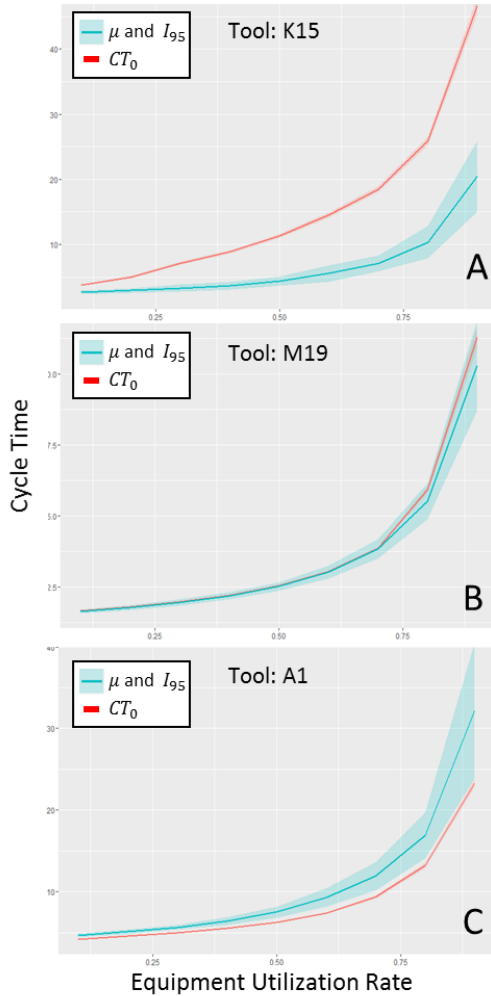 μ and I₉₅
CT₀
Tool: K15
40
30
20
10
A
0.25
0.50
0.75
μ and I₉₅
CT₀
Tool: M19
0.0
7.5
5.0
2.5
B
0.25
0.50
0.75
Cycle Time
μ and I₉₅
CT₀
Tool: A1
30
20
10
C
0.25
0.50
0.75
Equipment Utilization Rate